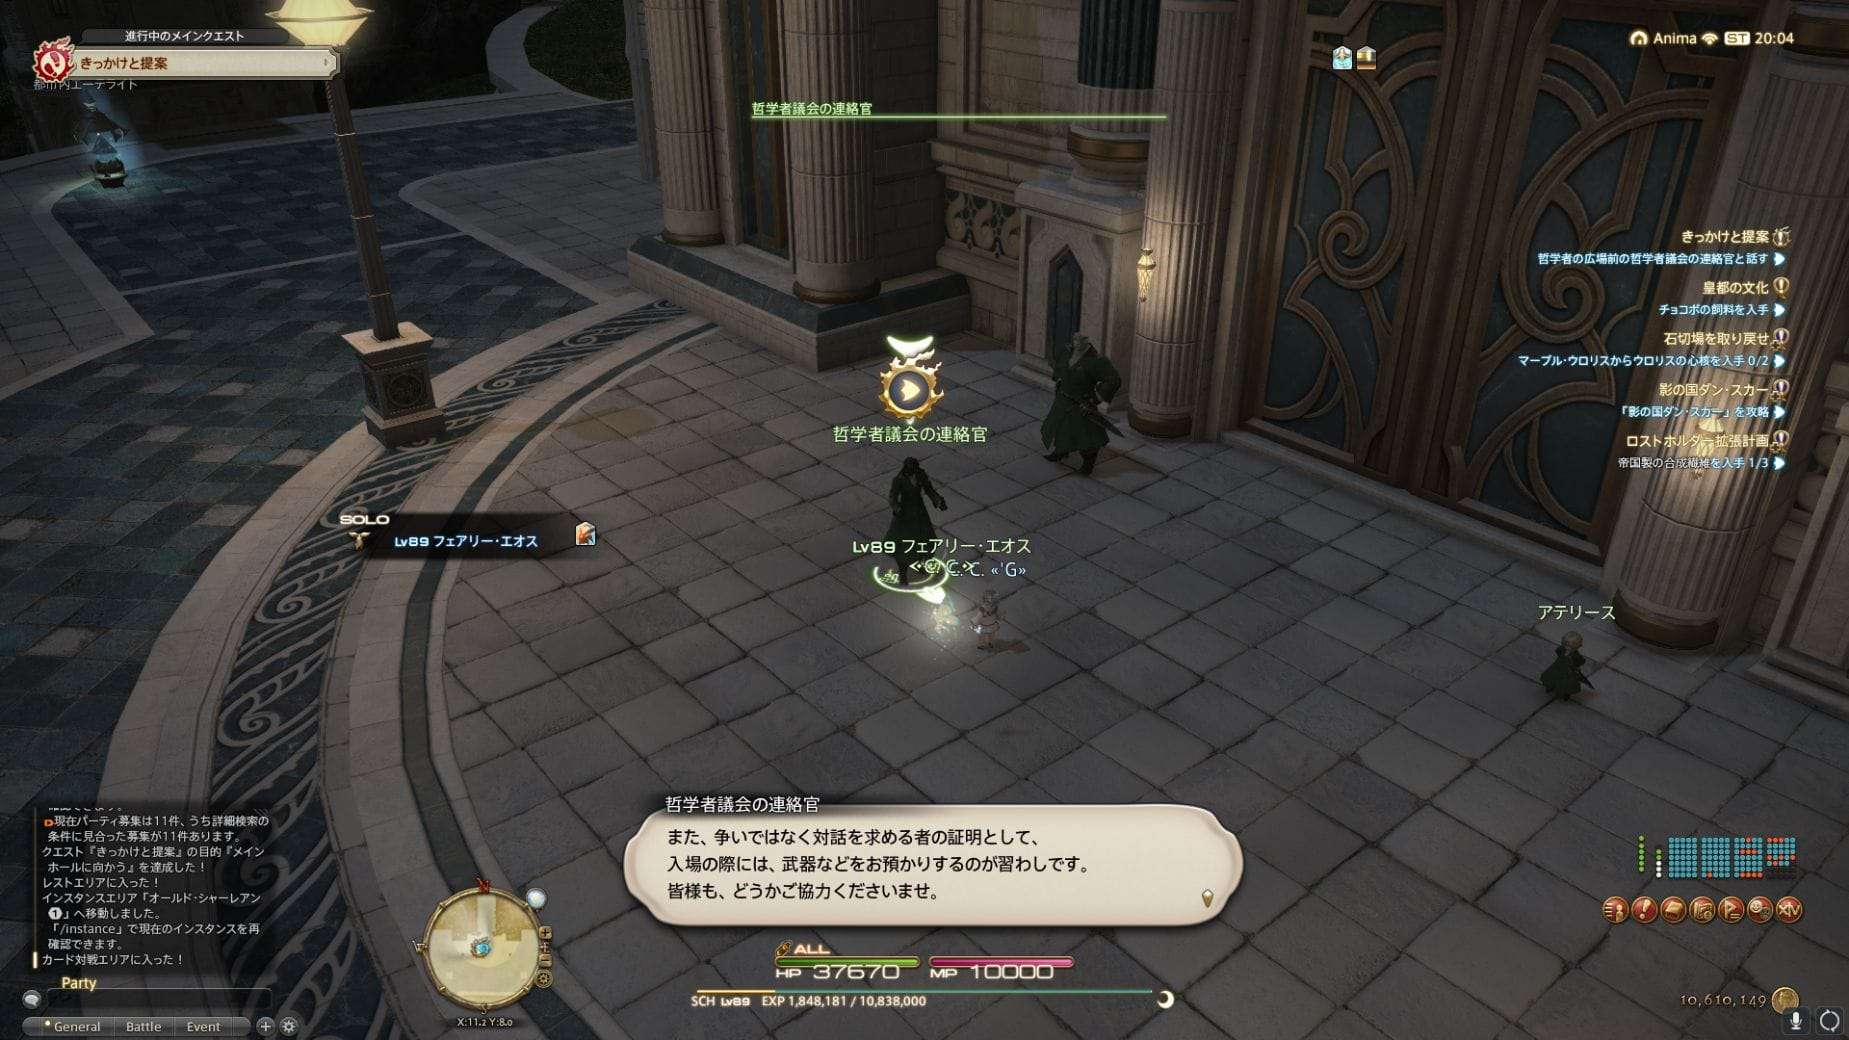 進行中のメインクエスト
きっかけと提案
都市内エーテライト
哲学者議会の連絡官
Anima ST 20:04
きっかけと提案
哲学者の広場前の哲学者議会の連絡官と話す
皇都の文化
チョコボの飼料を入手
石切場を取り戻せ
マーブル・ウロリスからウロリスの心核を入手 0/2
影の国ダン・スカー
「影の国ダン・スカー」を攻略
ロストホルダー拡張計画
帝国製の合成繊維を入手 1/3
哲学者議会の連絡官
SOLO
Lv89 フェアリー・エオス
Lv89 フェアリー・エオス
C. C. «'G»
アテリース
哲学者議会の連絡官
また、争いではなく対話を求める者の証明として、
入場の際には、武器などをお預かりするのが習わしです。
皆様も、どうかご協力くださいませ。
確認できます。
現在パーティ募集は11件、うち詳細検索の
条件に見合った募集が11件あります。
クエスト『きっかけと提案』の目的『メイン
ホールに向かう』を達成した！
レストエリアに入った！
インスタンスエリア「オールド・シャーレアン
1」へ移動しました。
「/instance」で現在のインスタンスを再
確認できます。
カード対戦エリアに入った！
Party
General Battle Event
X:11.2 Y:8.0
ALL
HP 37670 MP 10000
SCH Lv89 EXP 1,848,181 / 10,838,000
10,610,149